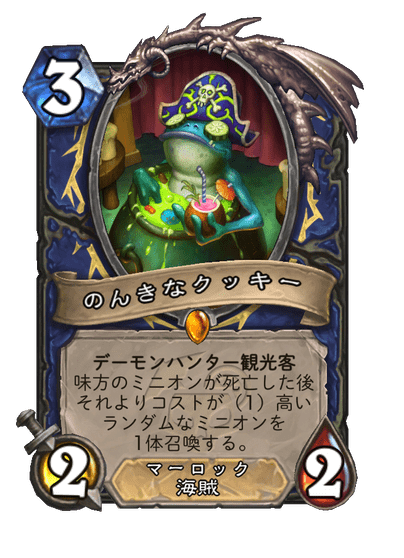 3
のんきなクッキー
デーモンハンター観光客
味方のミニオンが死亡した後
それよりコストが（1）高い
ランダムなミニオンを
1体召喚する。
マーロック
海賊
2
2